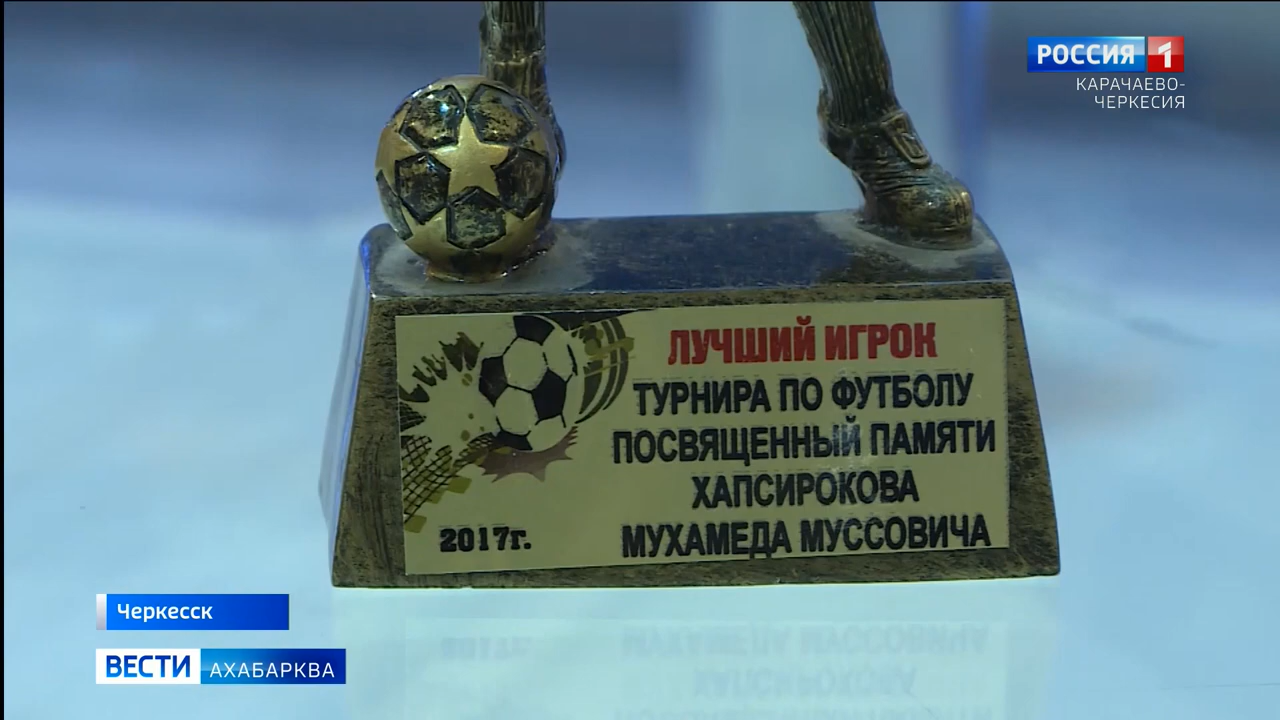 РОССИЯ 1
КАРАЧАЕВО-
ЧЕРКЕСИЯ
ЛУЧШИЙ ИГРОК
ТУРНИРА ПО ФУТБОЛУ
ПОСВЯЩЕННЫЙ ПАМЯТИ
ХАПСИРОКОВА
МУХАМЕДА МУССОВИЧА
2017г.
Черкесск
ВЕСТИ АХАБАРКВА